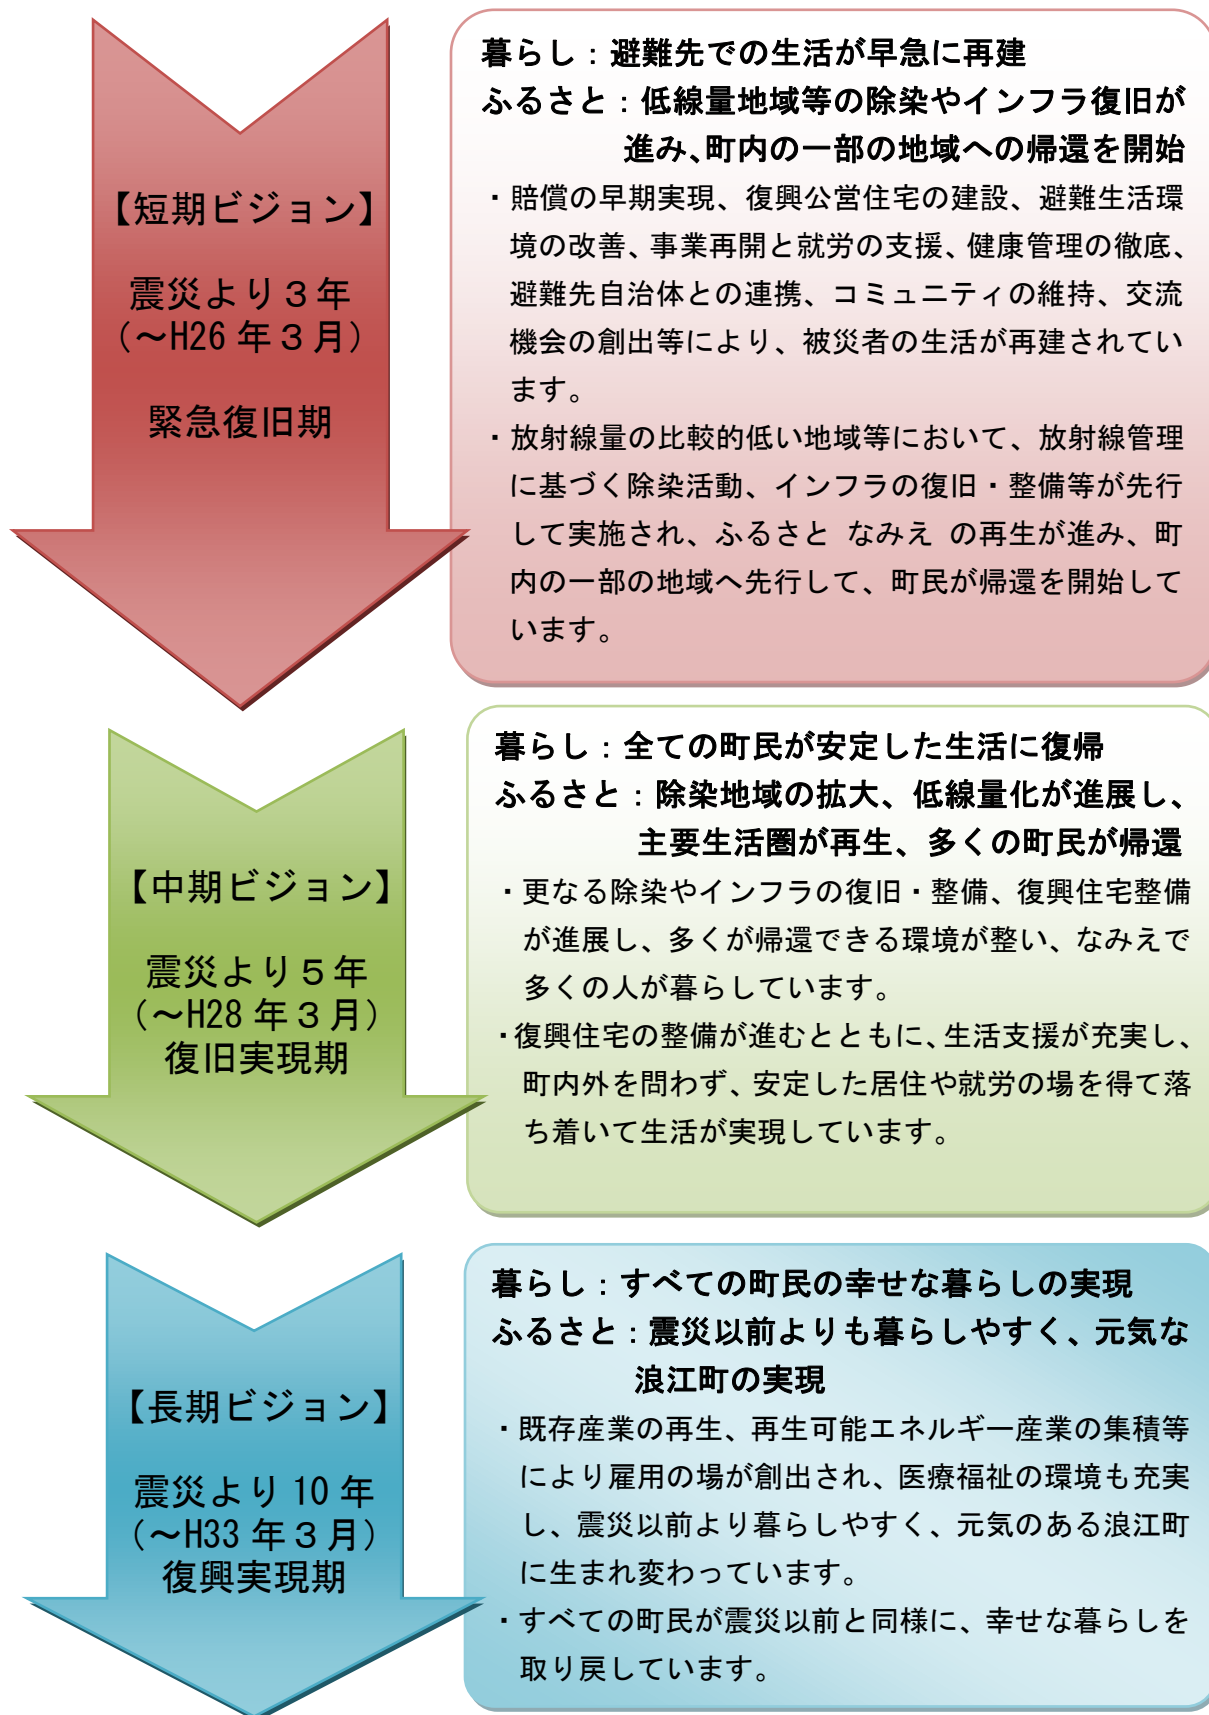 【短期ビジョン】
震災より３年
（～H26 年３月）
緊急復旧期
暮らし：避難先での生活が早急に再建
ふるさと：低線量地域等の除染やインフラ復旧が
進み、町内の一部の地域への帰還を開始
・賠償の早期実現、復興公営住宅の建設、避難生活環
境の改善、事業再開と就労の支援、健康管理の徹底、
避難先自治体との連携、コミュニティの維持、交流
機会の創出等により、被災者の生活が再建されてい
ます。
・放射線量の比較的低い地域等において、放射線管理
に基づく除染活動、インフラの復旧・整備等が先行
して実施され、ふるさと なみえ の再生が進み、町
内の一部の地域へ先行して、町民が帰還を開始して
います。
【中期ビジョン】
震災より５年
（～H28 年３月）
復旧実現期
暮らし：全ての町民が安定した生活に復帰
ふるさと：除染地域の拡大、低線量化が進展し、
主要生活圏が再生、多くの町民が帰還
・更なる除染やインフラの復旧・整備、復興住宅整備
が進展し、多くが帰還できる環境が整い、なみえで
多くの人が暮らしています。
・復興住宅の整備が進むとともに、生活支援が充実し、
町内外を問わず、安定した居住や就労の場を得て落
ち着いて生活が実現しています。
【長期ビジョン】
震災より 10 年
（～H33 年３月）
復興実現期
暮らし：すべての町民の幸せな暮らしの実現
ふるさと：震災以前よりも暮らしやすく、元気な
浪江町の実現
・既存産業の再生、再生可能エネルギー産業の集積等
により雇用の場が創出され、医療福祉の環境も充実
し、震災以前より暮らしやすく、元気のある浪江町
に生まれ変わっています。
・すべての町民が震災以前と同様に、幸せな暮らしを
取り戻しています。